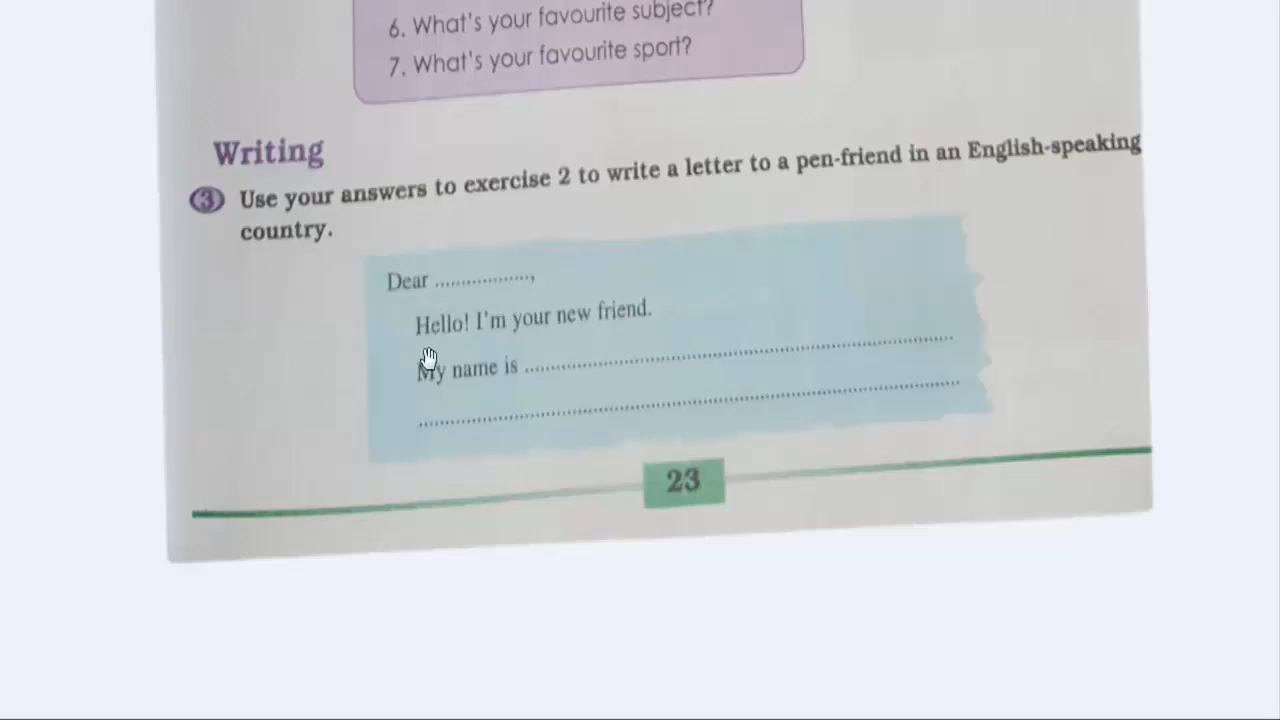 6. What's your favourite subject?
7. What's your favourite sport?
Writing
3 Use your answers to exercise 2 to write a letter to a pen-friend in an English-speaking
country.
Dear ..................,
Hello! I'm your new friend.
My name is ................................................................................
....................................................................................................
23